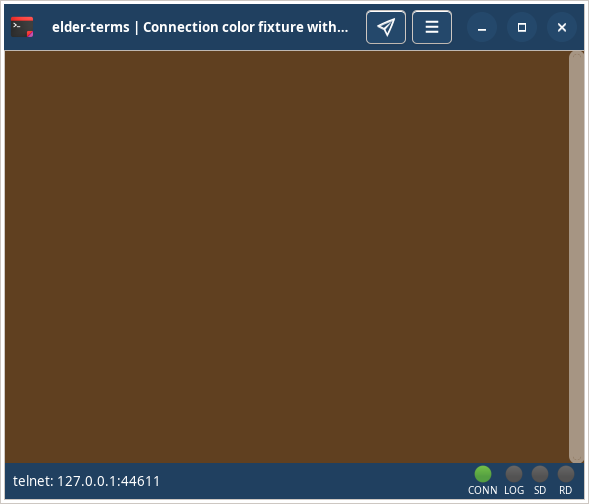 elder-terms | Connection color fixture with...
telnet: 127.0.0.1:44611
CONN LOG SD RD